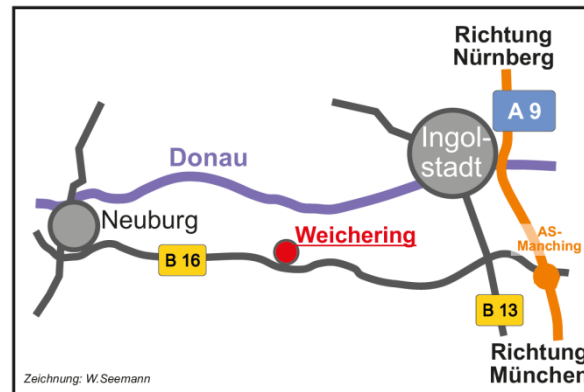 Richtung
Nürnberg
A 9
Ingol-
stadt
Donau
Neuburg
Weichering
AS-
Manching
B 16
B 13
Richtung
München
Zeichnung: W.Seemann